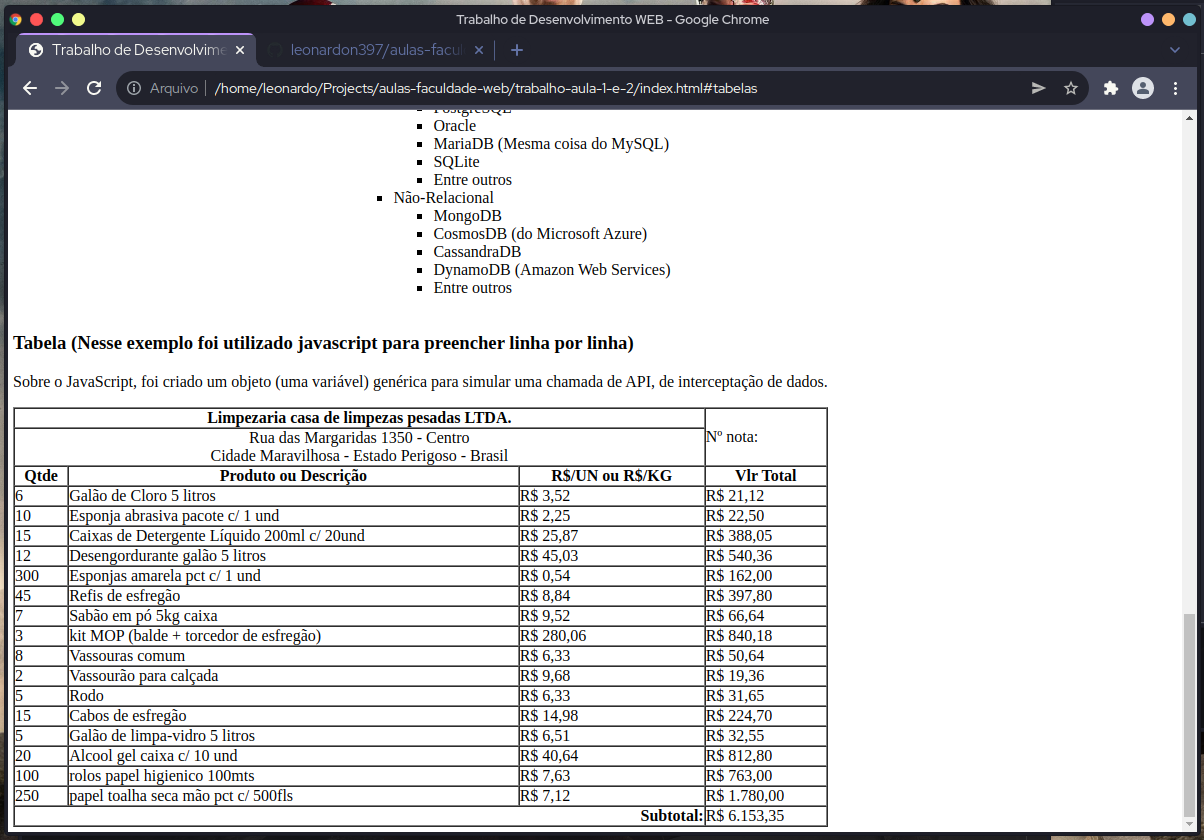 Trabalho de Desenvolvimento WEB - Google Chrome
Trabalho de Desenvolvime
leonardon397/aulas-facul
Arquivo
/home/leonardo/Projects/aulas-faculdade-web/trabalho-aula-1-e-2/index.html#tabelas
PostgreSQL
Oracle
MariaDB (Mesma coisa do MySQL)
SQLite
Entre outros
Não-Relacional
MongoDB
CosmosDB (do Microsoft Azure)
CassandraDB
DynamoDB (Amazon Web Services)
Entre outros
Tabela (Nesse exemplo foi utilizado javascript para preencher linha por linha)
Sobre o JavaScript, foi criado um objeto (uma variável) genérica para simular uma chamada de API, de interceptação de dados.
Limpezaria casa de limpezas pesadas LTDA.
Nº nota:
Rua das Margaridas 1350 - Centro
Cidade Maravilhosa - Estado Perigoso - Brasil
Qtde Produto ou Descrição R$/UN ou R$/KG Vlr Total
6 Galão de Cloro 5 litros R$ 3,52 R$ 21,12
10 Esponja abrasiva pacote c/ 1 und R$ 2,25 R$ 22,50
15 Caixas de Detergente Líquido 200ml c/ 20und R$ 25,87 R$ 388,05
12 Desengordurante galão 5 litros R$ 45,03 R$ 540,36
300 Esponjas amarela pct c/ 1 und R$ 0,54 R$ 162,00
45 Refis de esfregão R$ 8,84 R$ 397,80
7 Sabão em pó 5kg caixa R$ 9,52 R$ 66,64
3 kit MOP (balde + torcedor de esfregão) R$ 280,06 R$ 840,18
8 Vassouras comum R$ 6,33 R$ 50,64
2 Vassourão para calçada R$ 9,68 R$ 19,36
5 Rodo R$ 6,33 R$ 31,65
15 Cabos de esfregão R$ 14,98 R$ 224,70
5 Galão de limpa-vidro 5 litros R$ 6,51 R$ 32,55
20 Alcool gel caixa c/ 10 und R$ 40,64 R$ 812,80
100 rolos papel higienico 100mts R$ 7,63 R$ 763,00
250 papel toalha seca mão pct c/ 500fls R$ 7,12 R$ 1.780,00
Subtotal: R$ 6.153,35